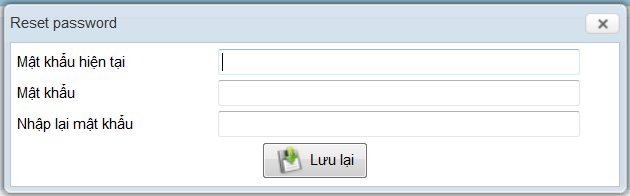 Reset password
Mật khẩu hiện tại
Mật khẩu
Nhập lại mật khẩu
Lưu lại